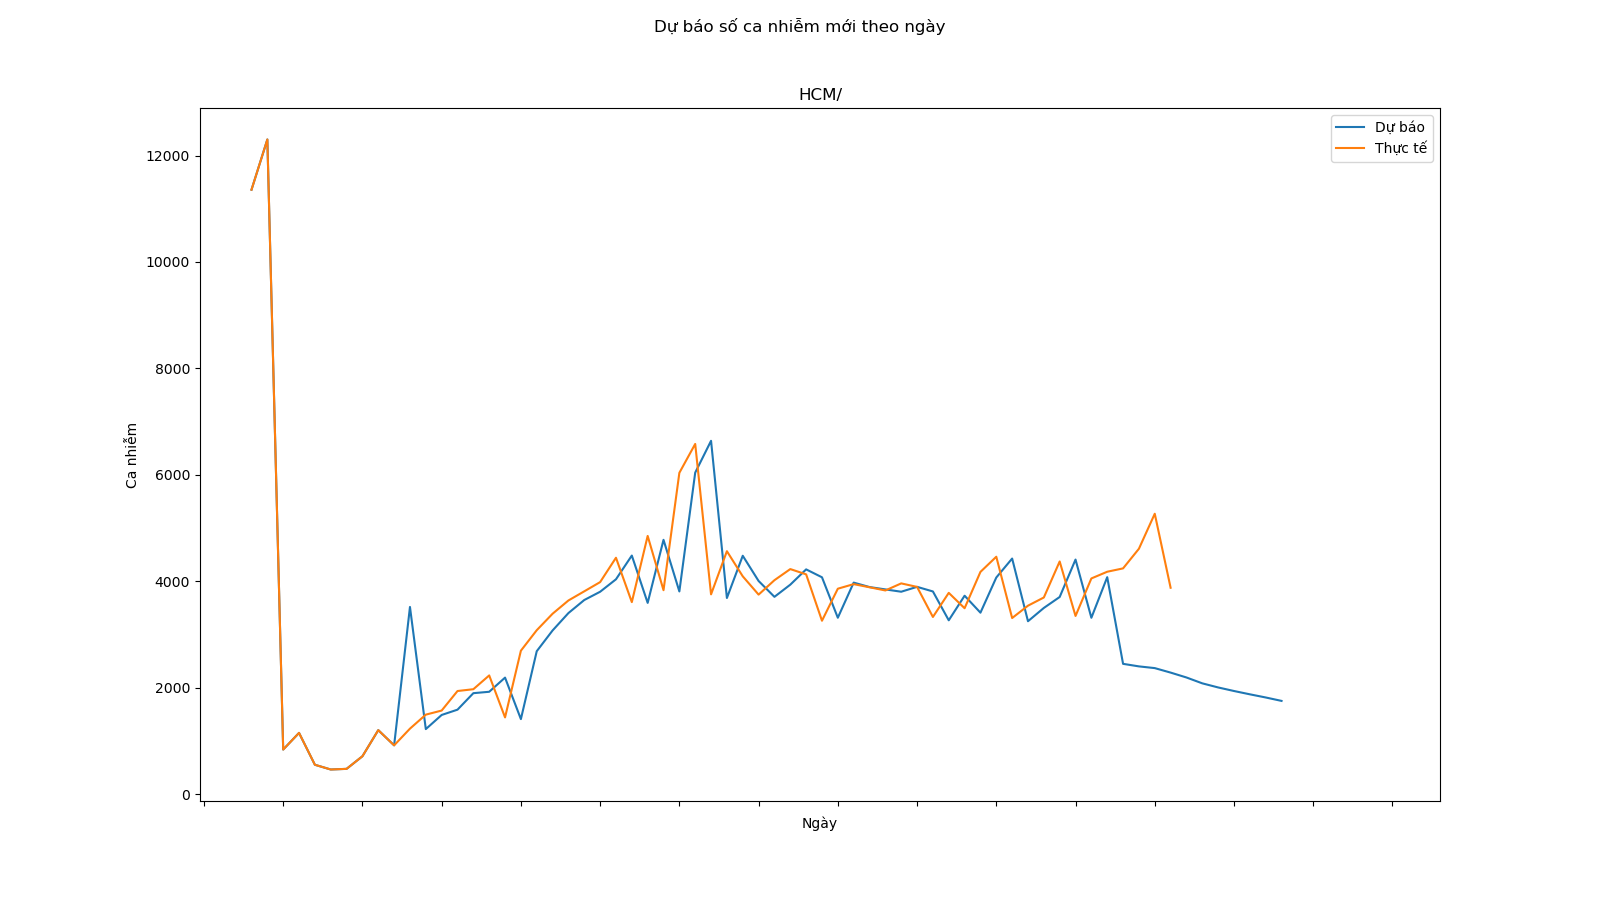 Dự báo số ca nhiễm mới theo ngày
HCM/
Dự báo
Thực tế
12000
10000
8000
6000
4000
2000
0
Ca nhiễm
Ngày